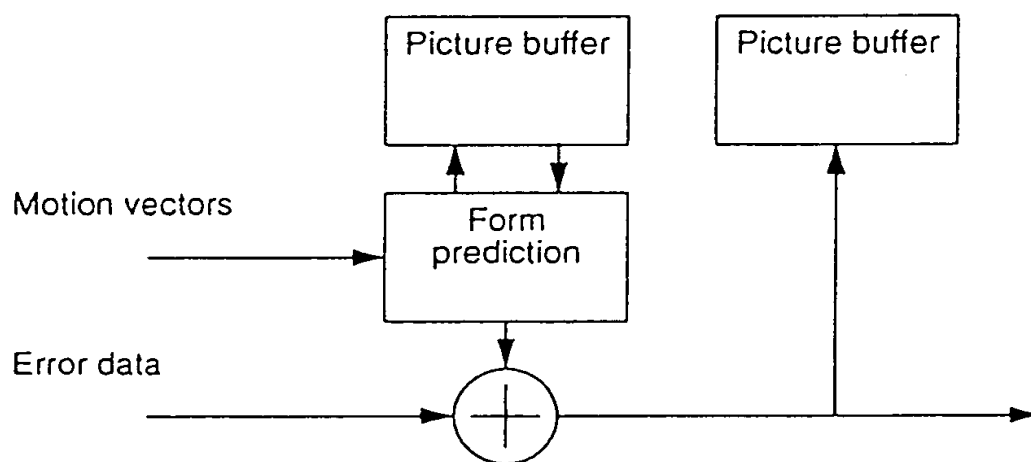 Picture buffer
Picture buffer
Motion vectors
Form
prediction
Error data